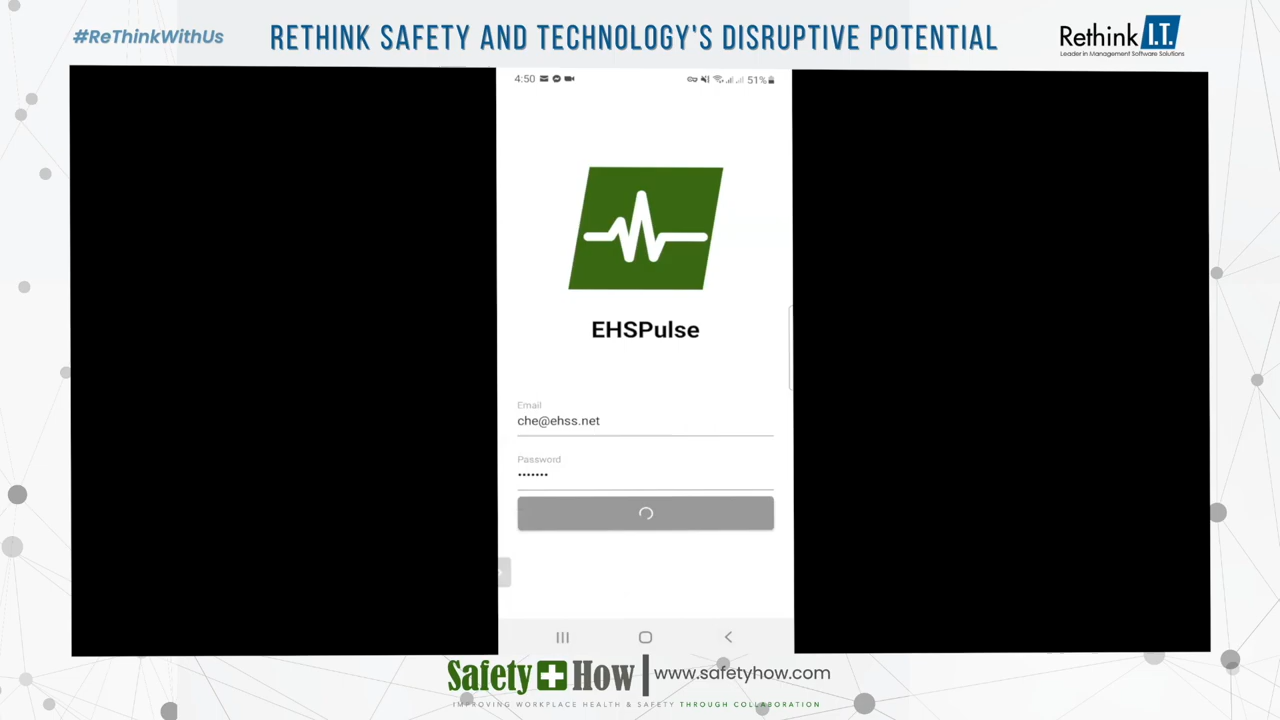 #ReThinkWithUs
RETHINK SAFETY AND TECHNOLOGY'S DISRUPTIVE POTENTIAL
Rethink I.T.
Leader in Management Software Solutions
4:50
51%
EHSPulse
Email
che@ehss.net
Password
•••••••
Safety How
www.safetyhow.com
IMPROVING WORKPLACE HEALTH & SAFETY THROUGH COLLABORATION